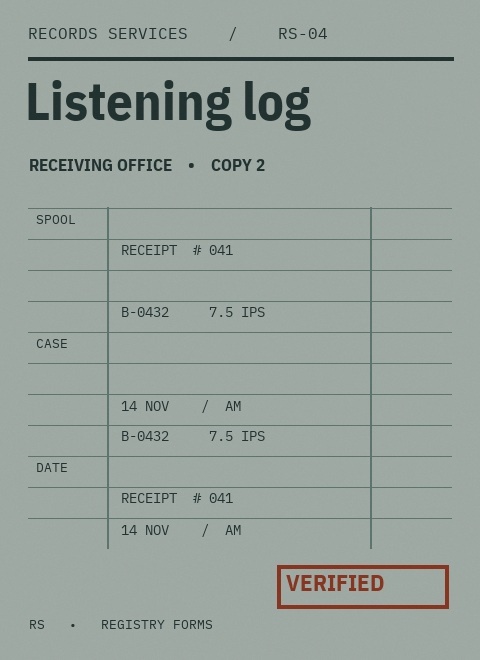 RECORDS SERVICES / RS-04
Listening log
RECEIVING OFFICE • COPY 2
SPOOL
RECEIPT # 041
B-0432 7.5 IPS
CASE
14 NOV / AM
B-0432 7.5 IPS
DATE
RECEIPT # 041
14 NOV / AM
VERIFIED
RS • REGISTRY FORMS